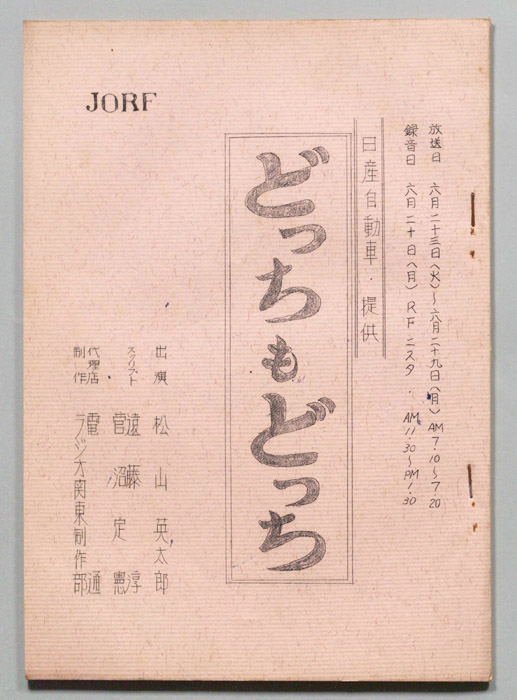 JORF
放送日 六月二十三日(火)~六月二十九日(月) AM 7.10~7.20
録音日 六月二十日(月) RF 二スタ . AM 11.30~PM 1.30
日産自動車・提供
どっちもどっち
出演 松山英太郎
スクリプト 遠藤淳
菅沼定憲
代理店 電通
制作 ラジオ関東制作部